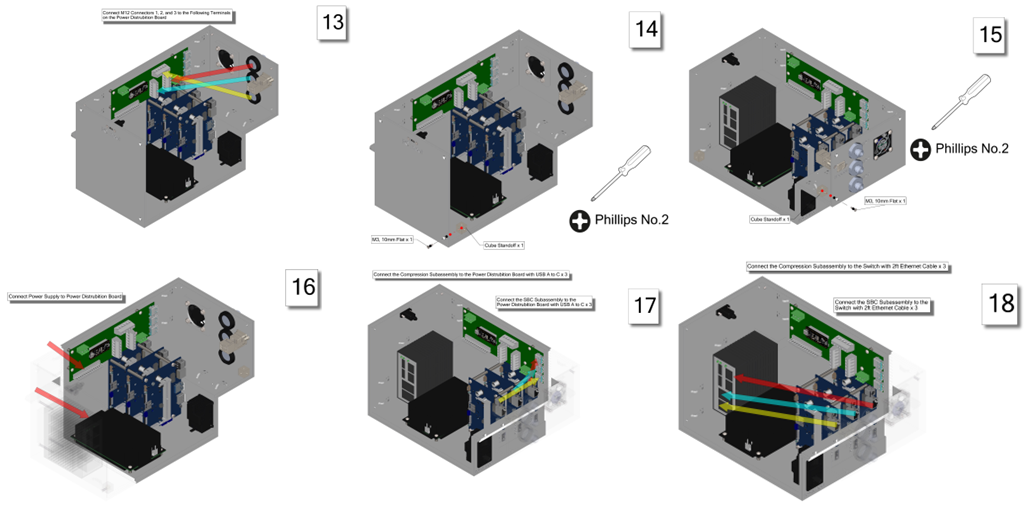 Connect M12 Connectors 1, 2, and 3 to the Following Terminals
on the Power Distrubition Board
13
14
15
Phillips No.2
M3, 10mm Flat x 1
Cube Standoff x 1
Phillips No.2
M3, 10mm Flat x 1
Cube Standoff x 1
Connect Power Supply to Power Distrubition Board
16
Connect the Compression Subassembly to the Power Distrubition Board with USB A to C x 3
Connect the SBC Subassembly to the
Power Distrubition Board with USB A to C x 3
17
Connect the Compression Subassembly to the Switch with 2ft Ethernet Cable x 3
Connect the SBC Subassembly to the
Switch with 2ft Ethernet Cable x 3
18